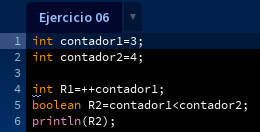 Ejercicio 06 ▼
1 int contador1=3;
2 int contador2=4;
3
4 int R1=++contador1;
5 boolean R2=contador1<contador2;
6 println(R2);